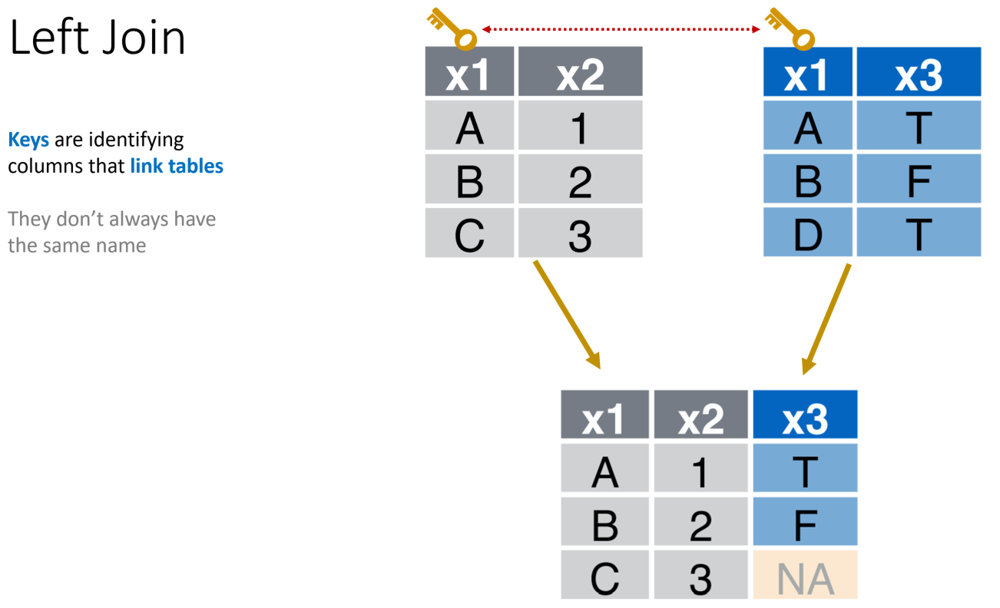 Left Join
Keys are identifying
columns that link tables
They don’t always have
the same name
x1 x2
A 1
B 2
C 3
x1 x3
A T
B F
D T
x1 x2 x3
A 1 T
B 2 F
C 3 NA